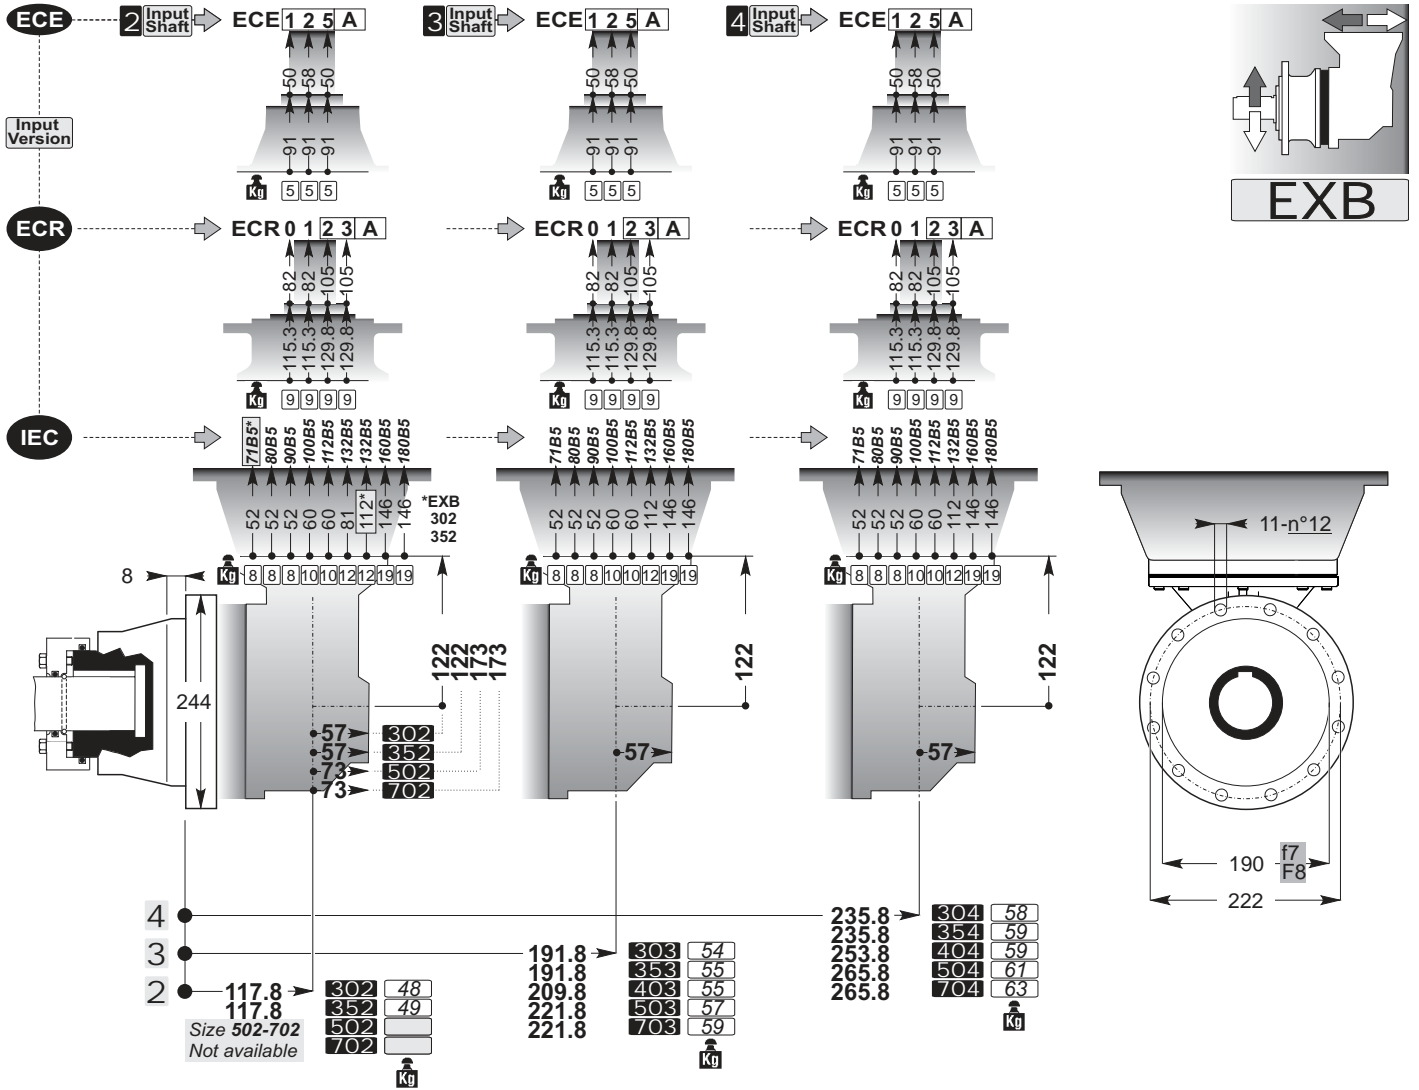 ECE
2 Input Shaft
ECE 1 2 5 A
3 Input Shaft
ECE 1 2 5 A
4 Input Shaft
ECE 1 2 5 A
50 58 50
50 58 50
50 58 50
Input Version
91 91 91
91 91 91
91 91 91
Kg 5 5 5
Kg 5 5 5
Kg 5 5 5
EXB
ECR
ECR 0 1 2 3 A
ECR 0 1 2 3 A
ECR 0 1 2 3 A
82 82 105 105
82 82 105 105
82 82 105 105
115.3 115.3 129.8 129.8
115.3 115.3 129.8 129.8
115.3 115.3 129.8 129.8
Kg 9 9 9 9
Kg 9 9 9 9
Kg 9 9 9 9
IEC
71B5* 80B5 90B5 100B5 112B5 132B5 132B5 160B5 180B5
71B5 80B5 90B5 100B5 112B5 132B5 160B5 180B5
71B5 80B5 90B5 100B5 112B5 132B5 160B5 180B5
52 52 52 60 60 81 112* 146 146
*EXB
302
352
52 52 52 60 60 112 146 146
52 52 52 60 60 112 146 146
11-n°12
Kg 8 8 8 10 10 12 12 19 19
Kg 8 8 8 10 10 12 19 19
Kg 8 8 8 10 10 12 19 19
8
244
122 122 173 173
122
122
57 302
57 352
73 502
73 702
57
57
190 f7 F8
222
4
235.8 304 58
235.8 354 59
253.8 404 59
265.8 504 61
265.8 704 63
Kg
3
191.8 303 54
191.8 353 55
209.8 403 55
221.8 503 57
221.8 703 59
Kg
2
117.8 302 48
117.8 352 49
Size 502-702
Not available
502
702
Kg